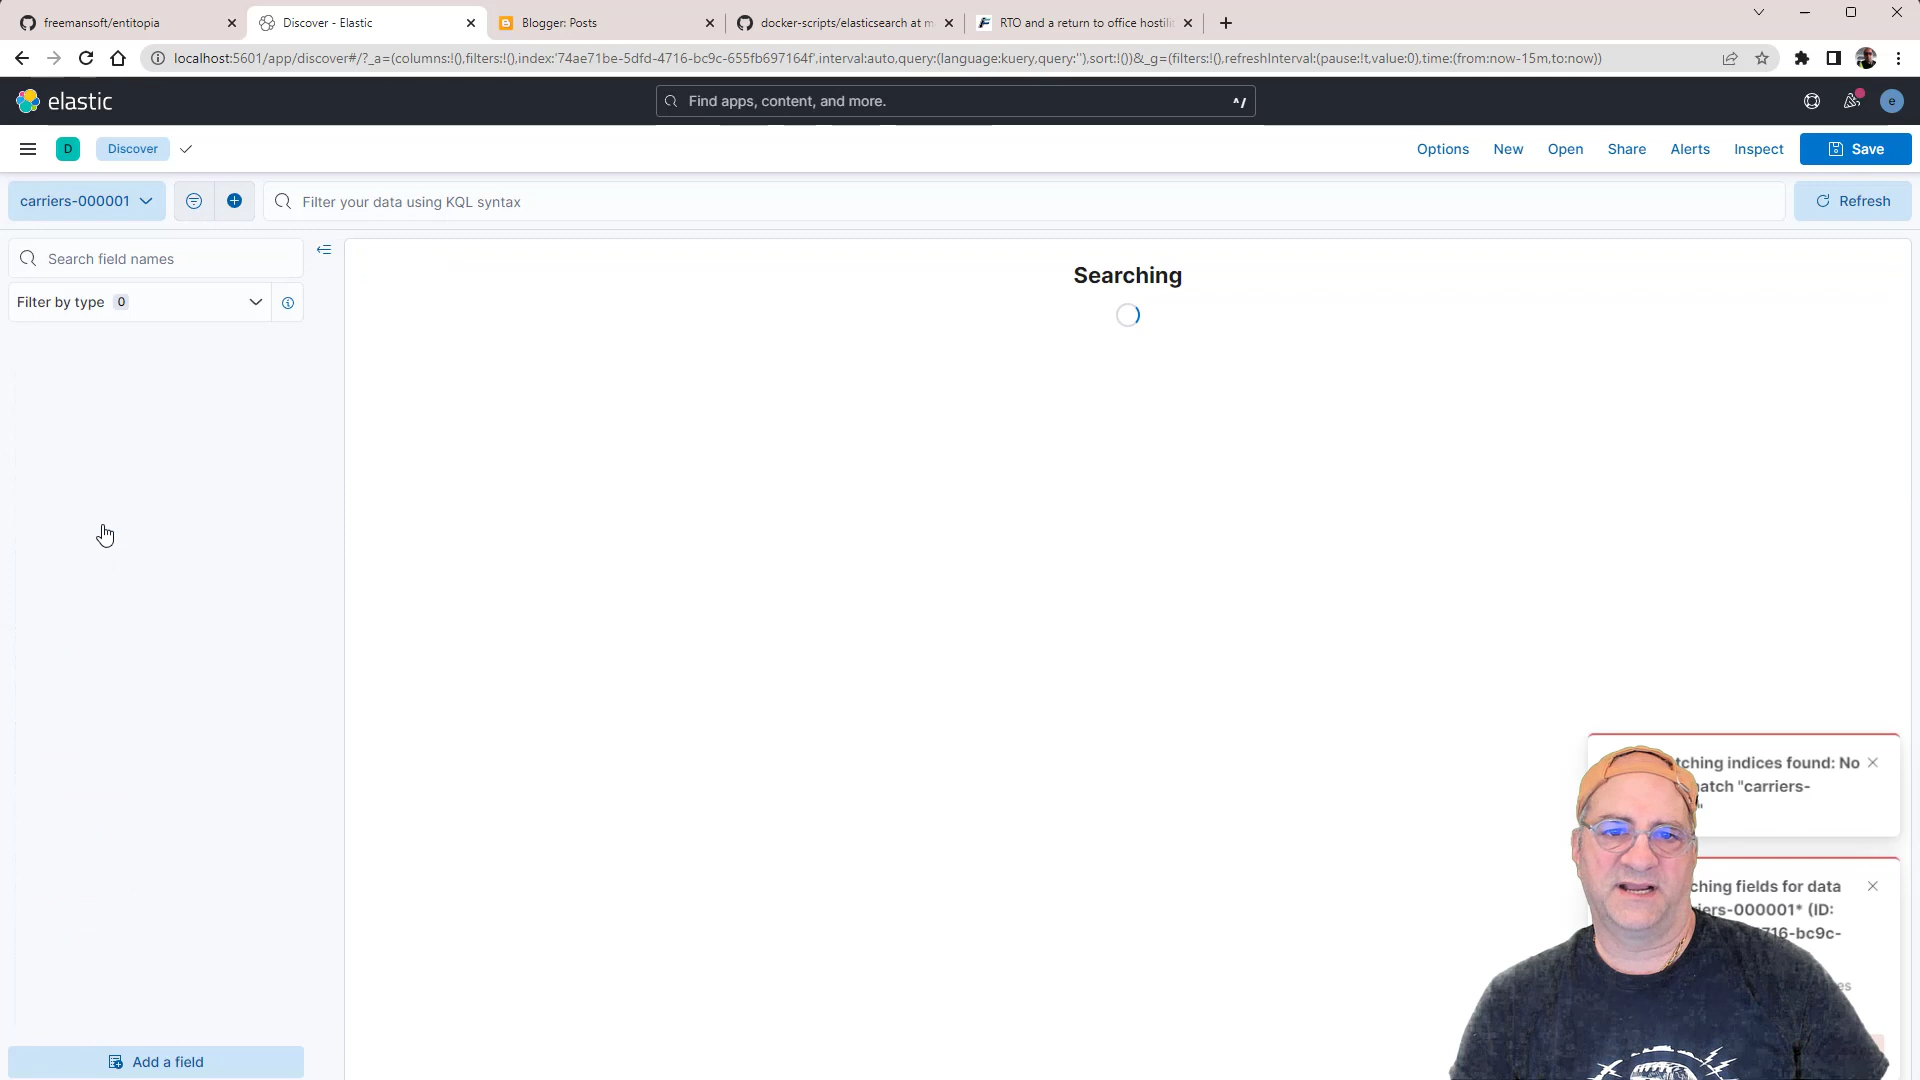 freemansoft/entitopia
Discover - Elastic
Blogger: Posts
docker-scripts/elasticsearch at m
RTO and a return to office hostili
localhost:5601/app/discover#/?_a=(columns:!(),filters:!(),index:'74ae71be-5dfd-4716-bc9c-655fb697164f',interval:auto,query:(language:kuery,query:''),sort:!())&_g=(filters:!(),refreshInterval:(pause:!t,value:0),time:(from:now-15m,to:now))
elastic
Find apps, content, and more.
^/
e
D
Discover
Options
New
Open
Share
Alerts
Inspect
Save
carriers-000001
Filter your data using KQL syntax
Refresh
Search field names
Filter by type 0
Searching
tching indices found: No
atch "carriers-
"
ching fields for data
riers-000001* (ID:
716-bc9c-
es
Add a field